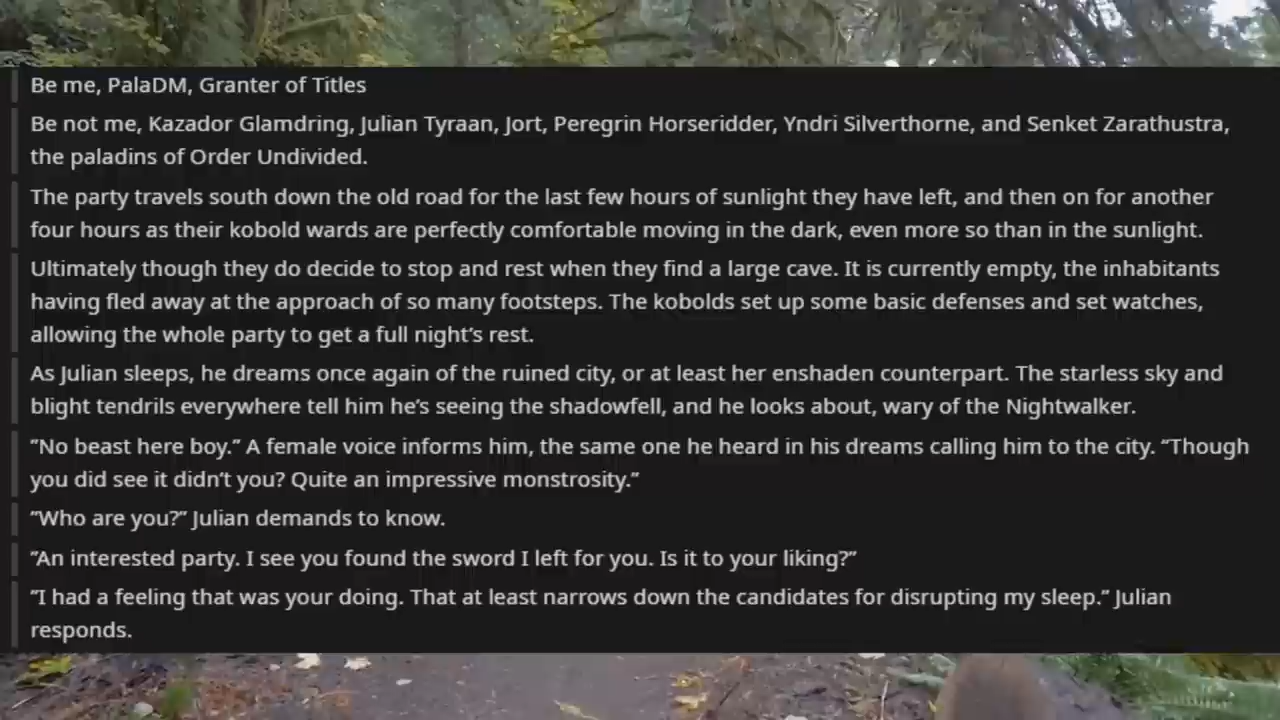 Be me, PalaDM, Granter of Titles
Be not me, Kazador Glamdring, Julian Tyraan, Jort, Peregrin Horseridder, Yndri Silverthorne, and Senket Zarathustra,
the paladins of Order Undivided.
The party travels south down the old road for the last few hours of sunlight they have left, and then on for another
four hours as their kobold wards are perfectly comfortable moving in the dark, even more so than in the sunlight.
Ultimately though they do decide to stop and rest when they find a large cave. It is currently empty, the inhabitants
having fled away at the approach of so many footsteps. The kobolds set up some basic defenses and set watches,
allowing the whole party to get a full night’s rest.
As Julian sleeps, he dreams once again of the ruined city, or at least her enshaden counterpart. The starless sky and
blight tendrils everywhere tell him he’s seeing the shadowfell, and he looks about, wary of the Nightwalker.
“No beast here boy.” A female voice informs him, the same one he heard in his dreams calling him to the city. “Though
you did see it didn’t you? Quite an impressive monstrosity.”
“Who are you?” Julian demands to know.
“An interested party. I see you found the sword I left for you. Is it to your liking?”
“I had a feeling that was your doing. That at least narrows down the candidates for disrupting my sleep.” Julian
responds.